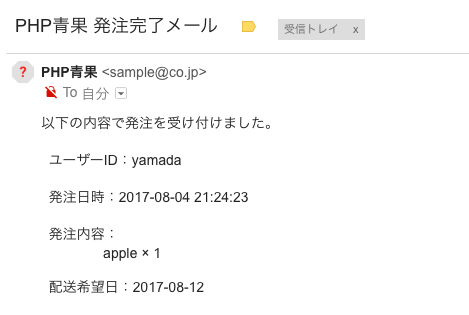 PHP青果 発注完了メール
受信トレイ x
PHP青果 <sample@co.jp>
To 自分
以下の内容で発注を受け付けました。
ユーザーID：yamada
発注日時：2017-08-04 21:24:23
発注内容：
apple × 1
配送希望日：2017-08-12